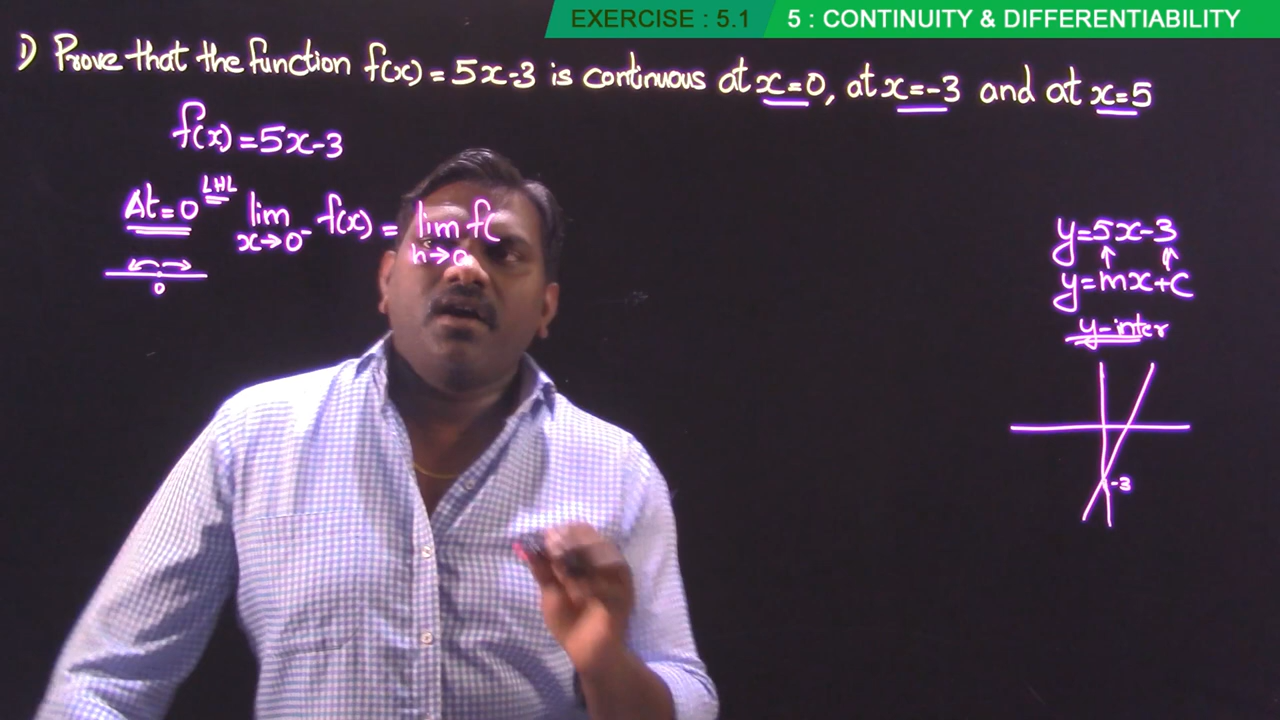 EXERCISE : 5.1
5 : CONTINUITY & DIFFERENTIABILITY
1) Prove that the function f(x) = 5x-3 is continuous at x=0, at x=-3 and at x=5
f(x) = 5x-3
At=0 LHL lim x→0⁻ f(x) = lim h→0 f(
0
y=5x-3
y=mx+c
y-inter
-3